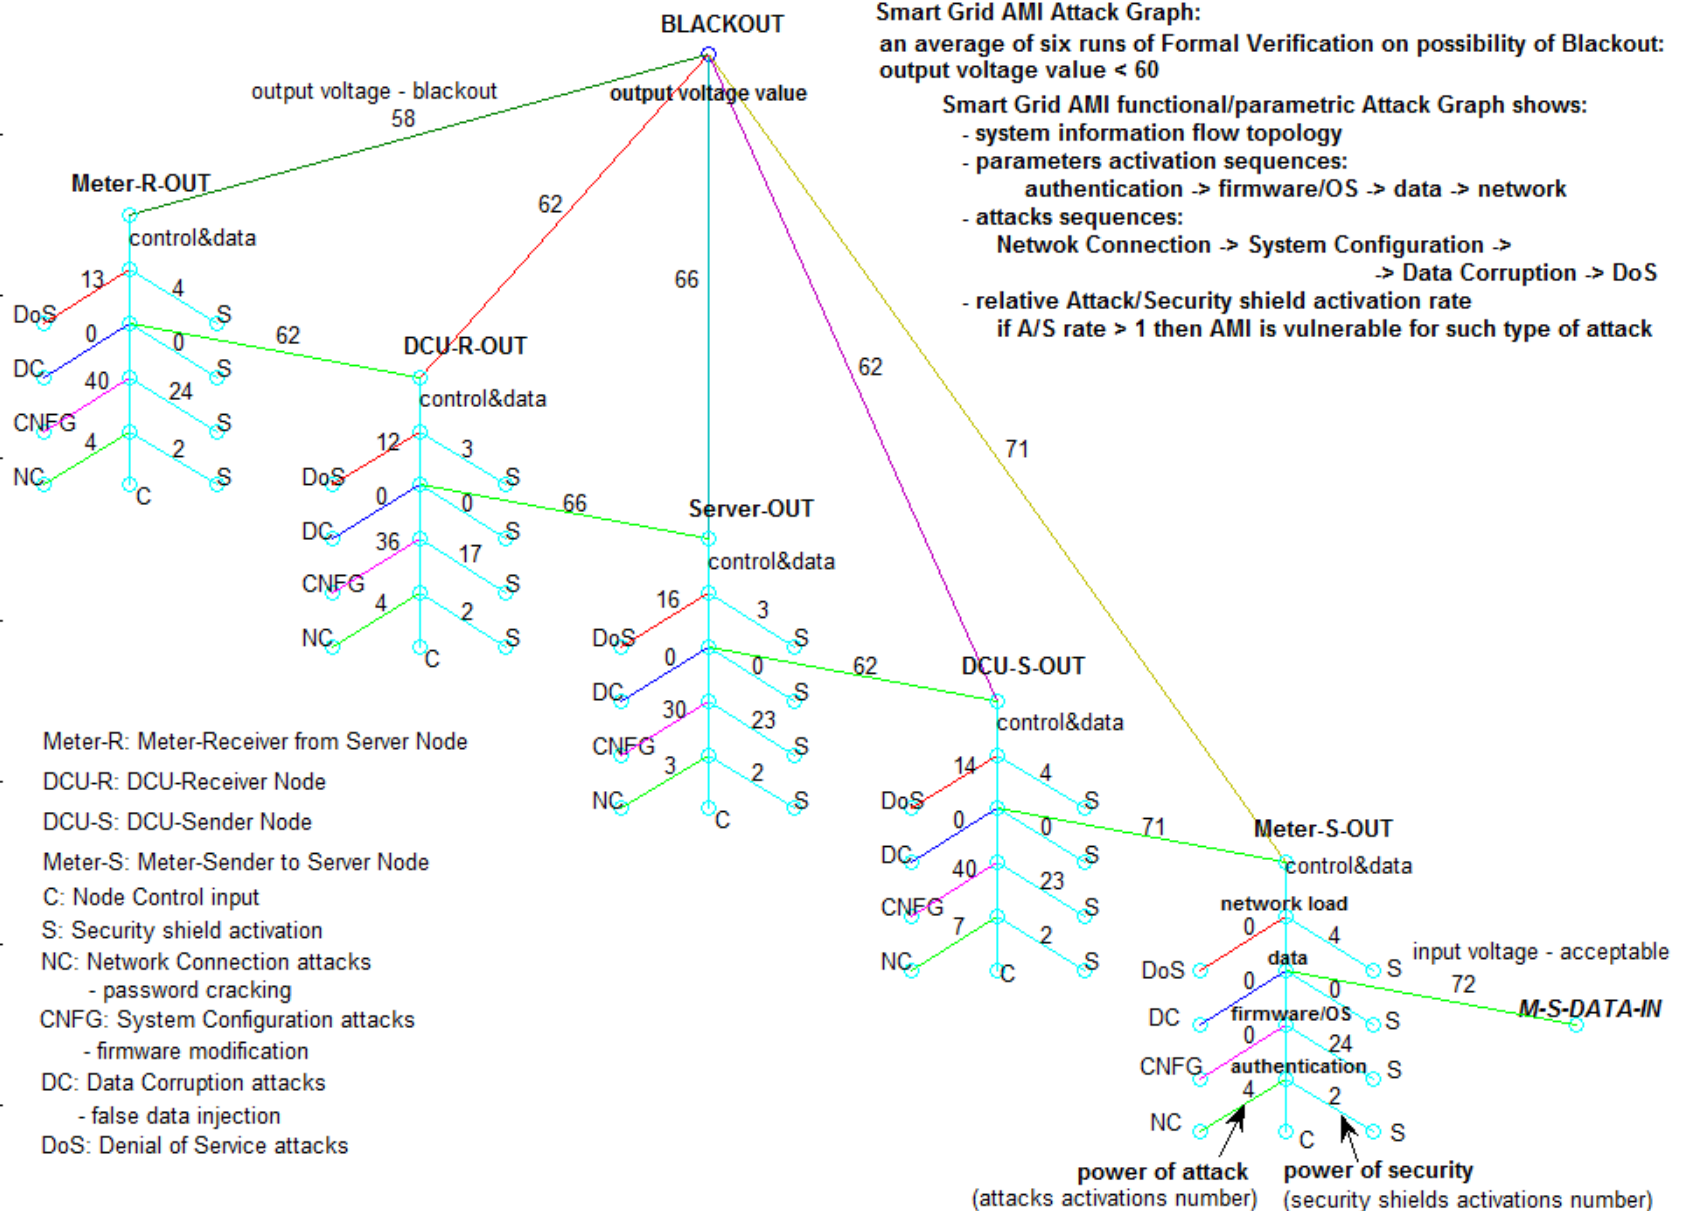 BLACKOUT
Smart Grid AMI Attack Graph:
an average of six runs of Formal Verification on possibility of Blackout:
output voltage value < 60
Smart Grid AMI functional/parametric Attack Graph shows:
- system information flow topology
- parameters activation sequences:
authentication -> firmware/OS -> data -> network
- attacks sequences:
Netwok Connection -> System Configuration ->
-> Data Corruption -> DoS
- relative Attack/Security shield activation rate
if A/S rate > 1 then AMI is vulnerable for such type of attack
output voltage - blackout
58
output voltage value
62
66
62
71
Meter-R-OUT
control&data
13
4
DoS
S
0
0
62
DC
S
40
24
CNFG
S
4
2
NC
S
C
DCU-R-OUT
control&data
12
3
DoS
S
0
0
66
DC
S
36
17
CNFG
S
4
2
NC
S
C
Server-OUT
control&data
16
3
DoS
S
0
0
62
DC
S
30
23
CNFG
S
3
2
NC
S
C
DCU-S-OUT
control&data
14
4
DoS
S
0
0
71
DC
S
40
23
CNFG
S
7
2
NC
S
C
Meter-S-OUT
control&data
network load
0
4
DoS
S
input voltage - acceptable
72
M-S-DATA-IN
data
0
0
DC
S
firmware/OS
0
24
CNFG
S
authentication
4
2
NC
S
C
power of attack
(attacks activations number)
power of security
(security shields activations number)
Meter-R: Meter-Receiver from Server Node
DCU-R: DCU-Receiver Node
DCU-S: DCU-Sender Node
Meter-S: Meter-Sender to Server Node
C: Node Control input
S: Security shield activation
NC: Network Connection attacks
- password cracking
CNFG: System Configuration attacks
- firmware modification
DC: Data Corruption attacks
- false data injection
DoS: Denial of Service attacks